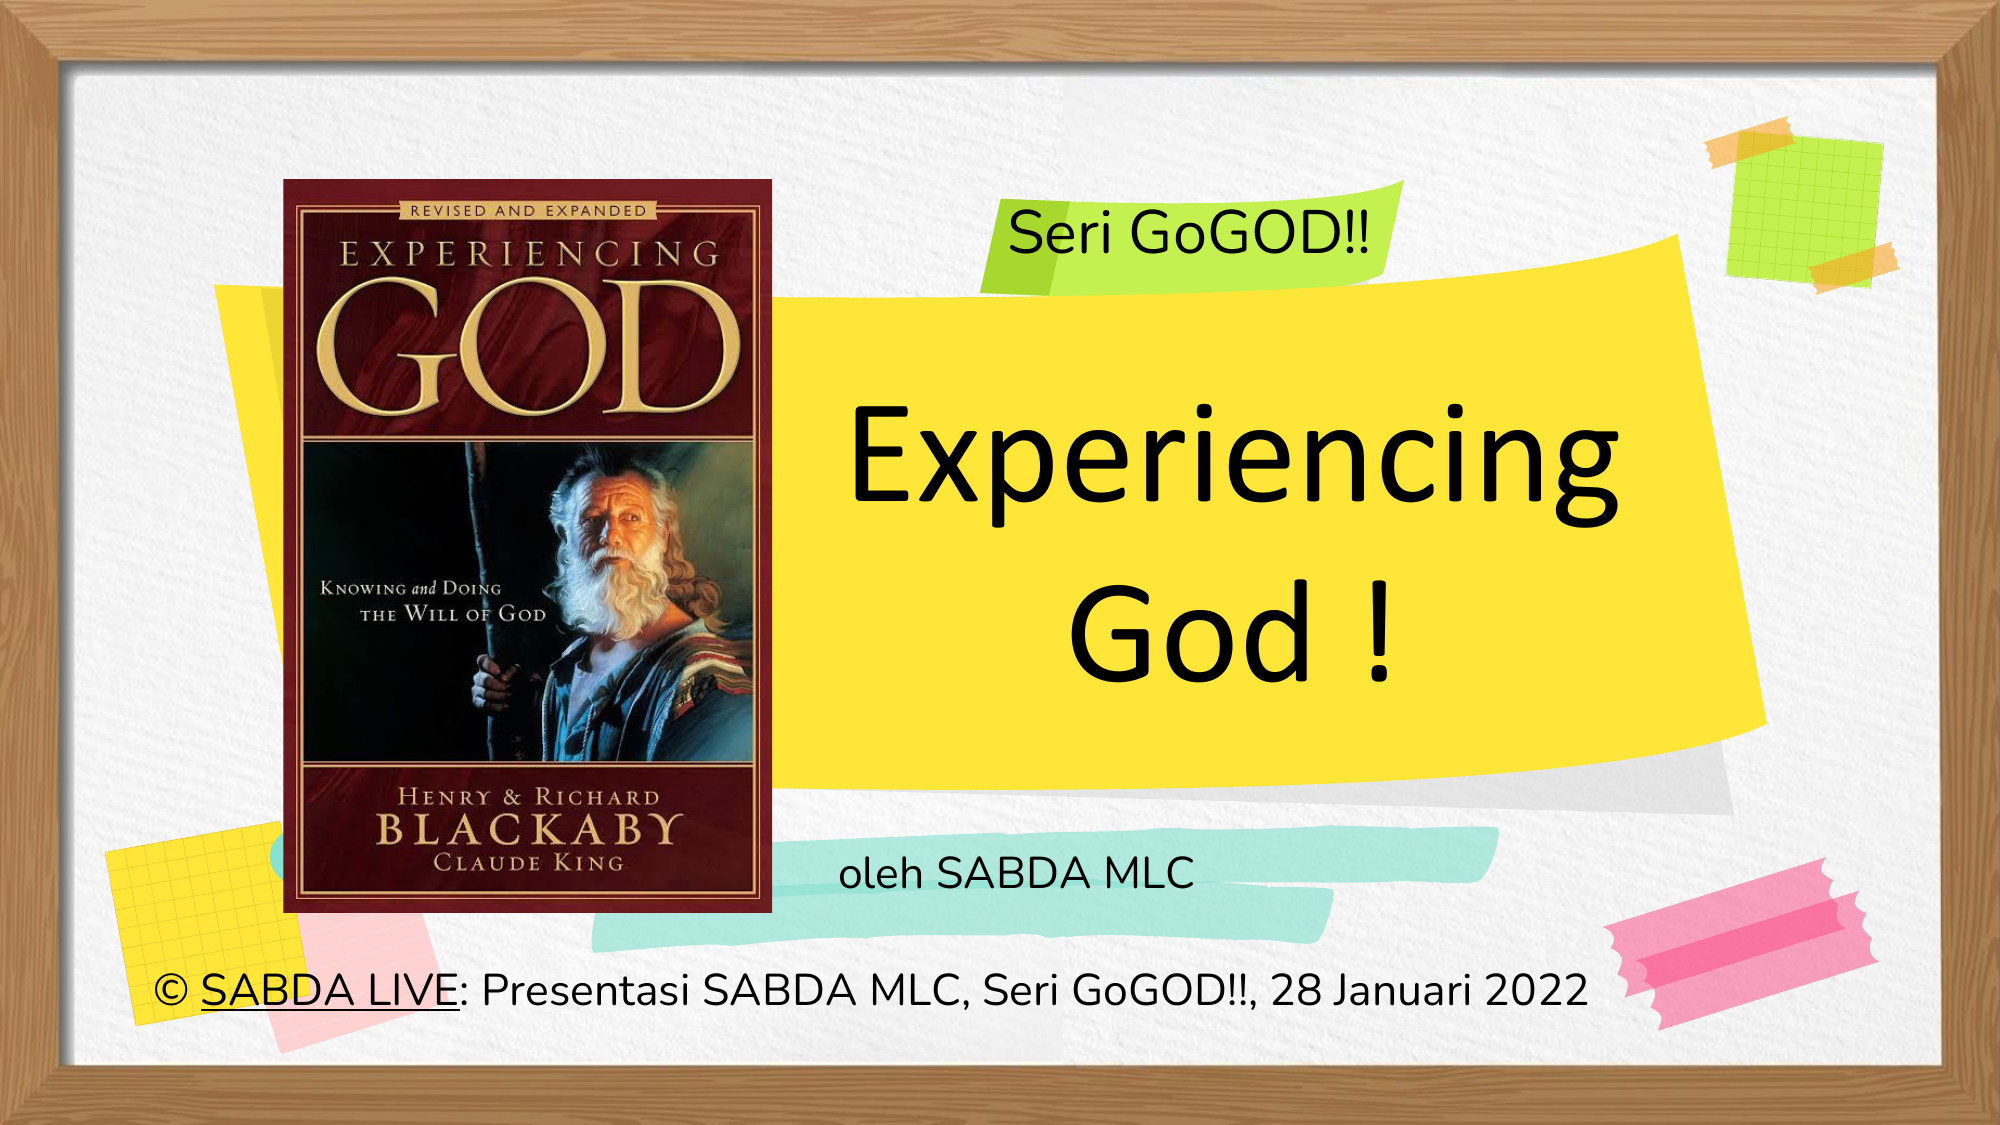 REVISED AND EXPANDED
EXPERIENCING
GOD
KNOWING and DOING
THE WILL OF GOD
HENRY & RICHARD
BLACKABY
CLAUDE KING
Seri GoGOD!!
Experiencing
God !
oleh SABDA MLC
© SABDA LIVE: Presentasi SABDA MLC, Seri GoGOD!!, 28 Januari 2022